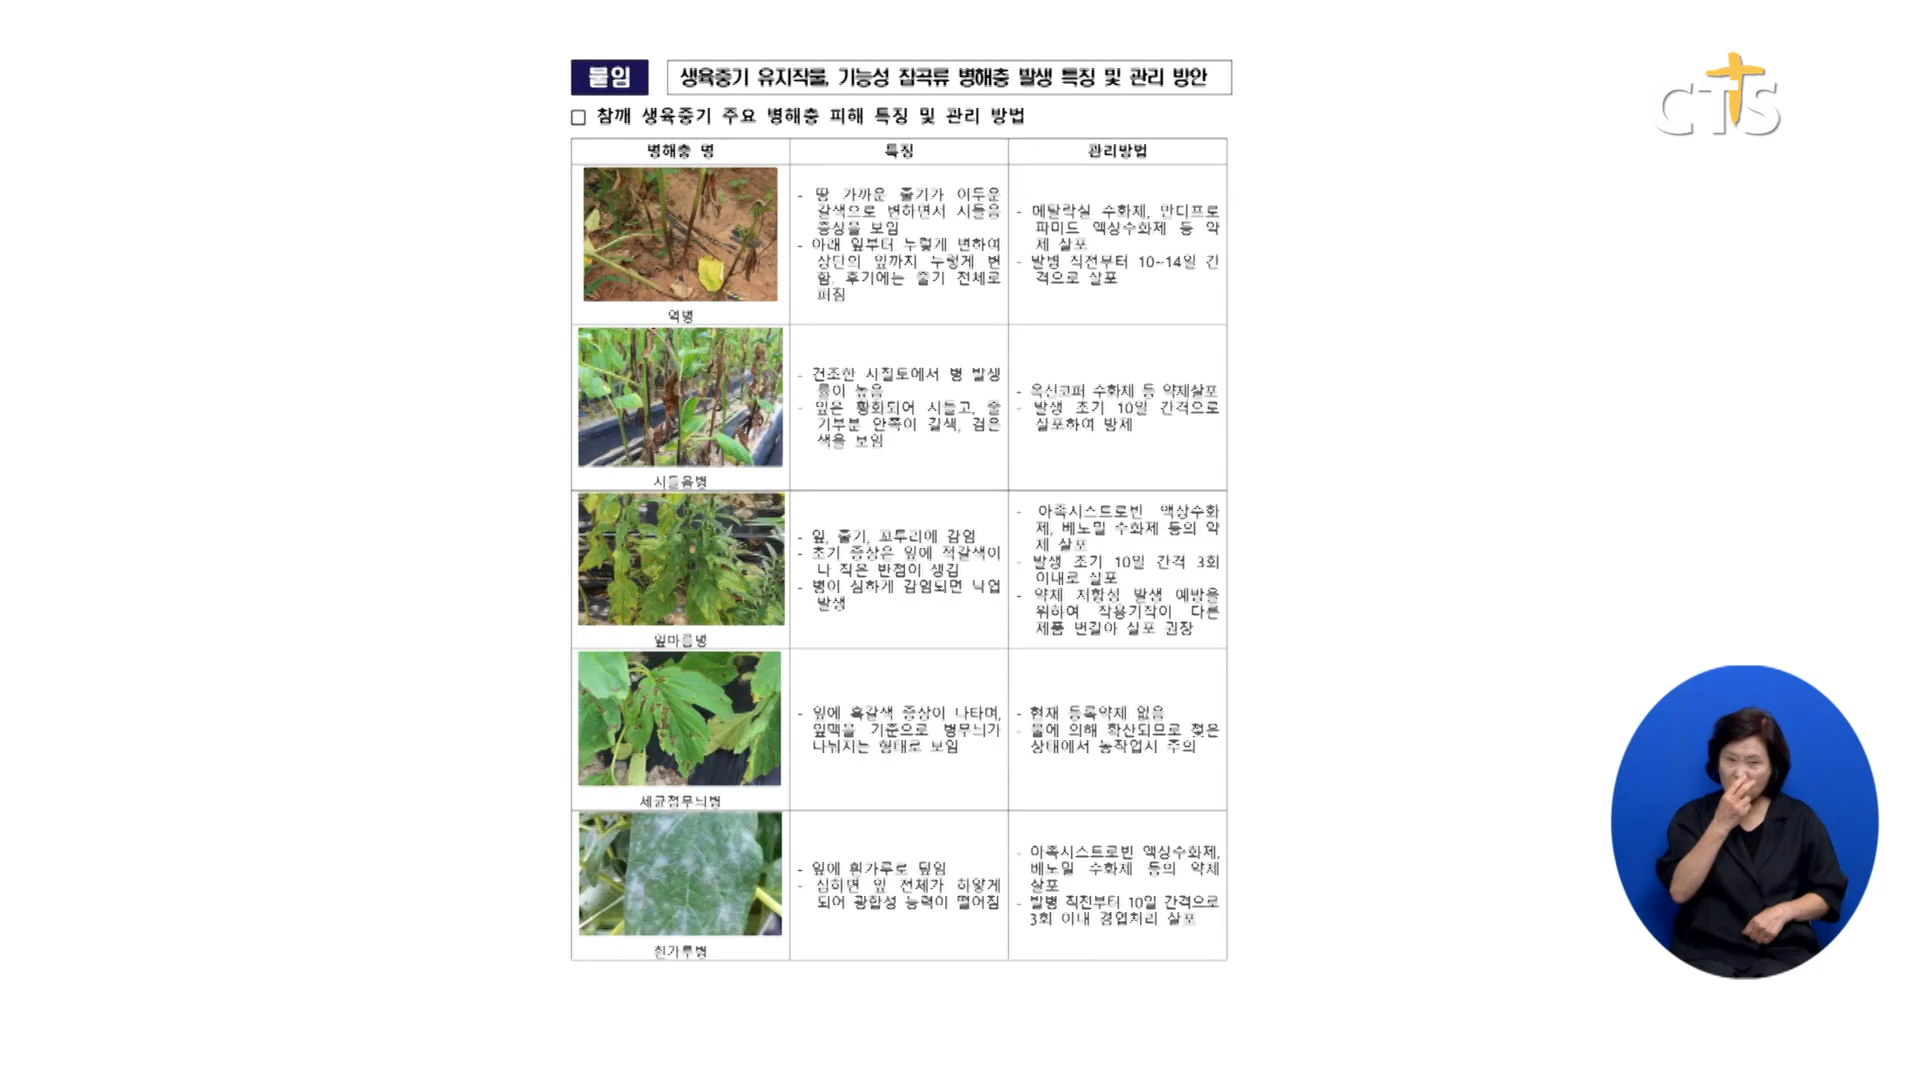 붙임
생육중기 유지작물, 기능성 잡곡류 병해충 발생 특징 및 관리 방안
□ 참깨 생육중기 주요 병해충 피해 특징 및 관리 방법
병해충 명
특징
관리방법
역병
- 땅 가까운 줄기가 어두운
갈색으로 변하면서 시들음
증상을 보임
- 아래 잎부터 누렇게 변하여
상단의 잎까지 누렇게 변
함. 후기에는 줄기 전체로
퍼짐
- 메탈락실 수화제, 만디프로
파미드 액상수화제 등 약
제 살포
- 발병 직전부터 10~14일 간
격으로 살포
시들음병
- 건조한 사질토에서 병 발생
률이 높음
- 잎은 황화되어 시들고, 줄
기부분 안쪽이 갈색, 검은
색을 보임
- 옥신코퍼 수화제 등 약제살포
- 발생 초기 10일 간격으로
살포하여 방제
잎마름병
- 잎, 줄기, 꼬투리에 감염
- 초기 증상은 잎에 적갈색이
나 작은 반점이 생김
- 병이 심하게 감염되면 낙엽
발생
- 아족시스트로빈 액상수화
제, 베노밀 수화제 등의 약
제 살포
- 발생 초기 10일 간격 3회
이내로 살포
- 약제 저항성 발생 예방을
위하여 작용기작이 다른
제품 번갈아 살포 권장
세균점무늬병
- 잎에 흑갈색 증상이 나타며,
잎맥을 기준으로 병무늬가
나눠지는 형태로 보임
- 현재 등록약제 없음
- 물에 의해 확산되므로 젖은
상태에서 농작업시 주의
흰가루병
- 잎에 흰가루로 덮임
- 심하면 잎 전체가 하얗게
되어 광합성 능력이 떨어짐
- 아족시스트로빈 액상수화제,
베노밀 수화제 등의 약제
살포
- 발병 직전부터 10일 간격으로
3회 이내 경엽처리 살포
CTS